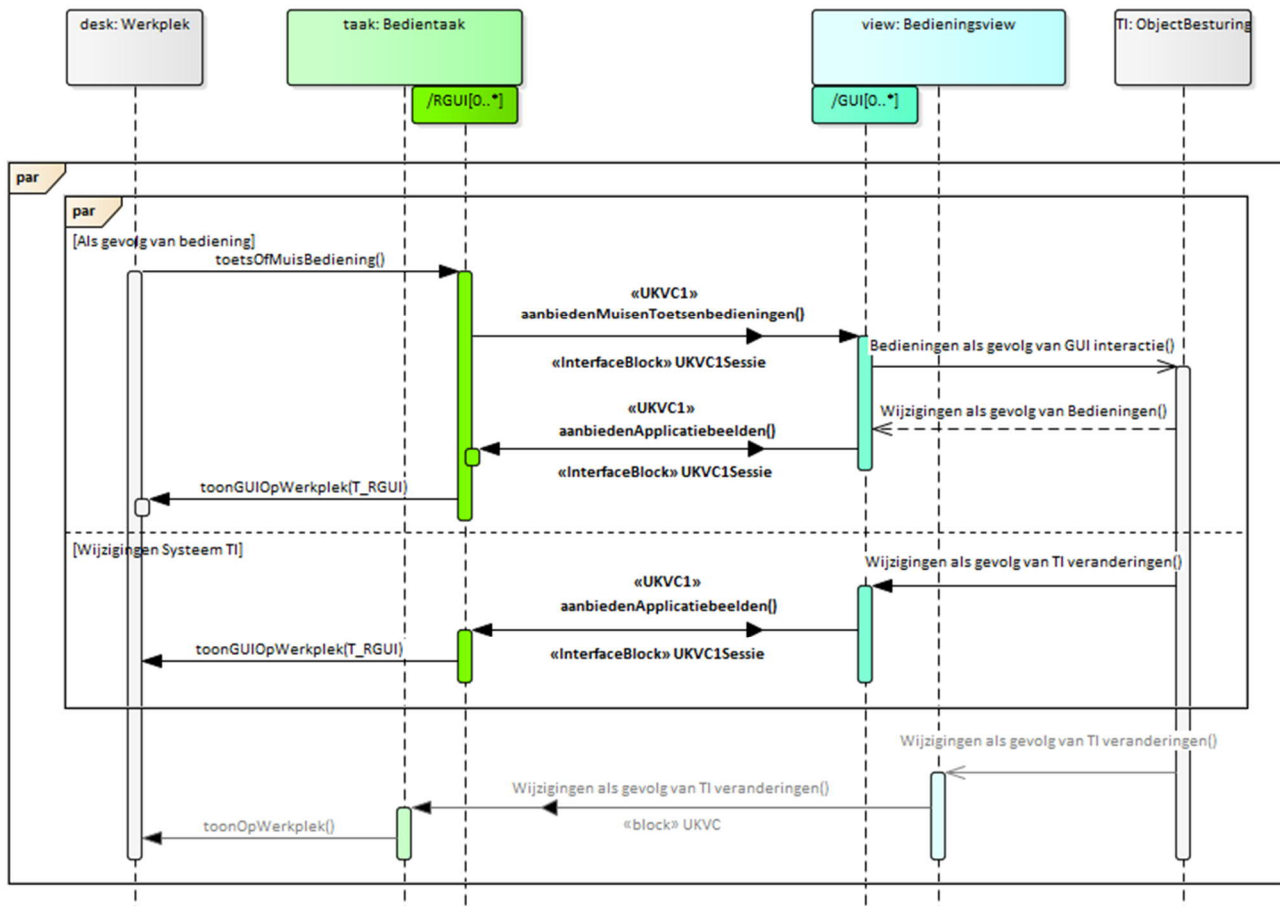 desk: Werkplek
taak: Bedientaak
view: Bedieningsview
TI: ObjectBesturing
/RGUI[0..*]
/GUI[0..*]
par
par
[Als gevolg van bediening]
toetsOfMuisBediening()
«UKVC1»
aanbiedenMuisenToetsenbedieningen()
Bedieningen als gevolg van GUI interactie()
«InterfaceBlock» UKVC1Sessie
«UKVC1»
Wijzigingen als gevolg van Bedieningen()
aanbiedenApplicatiebeelden()
«InterfaceBlock» UKVC1Sessie
toonGUIOpWerkplek(T_RGUI)
[Wijzigingen Systeem TI]
Wijzigingen als gevolg van TI veranderingen()
«UKVC1»
aanbiedenApplicatiebeelden()
toonGUIOpWerkplek(T_RGUI)
«InterfaceBlock» UKVC1Sessie
Wijzigingen als gevolg van TI veranderingen()
Wijzigingen als gevolg van TI veranderingen()
toonOpWerkplek()
«block» UKVC